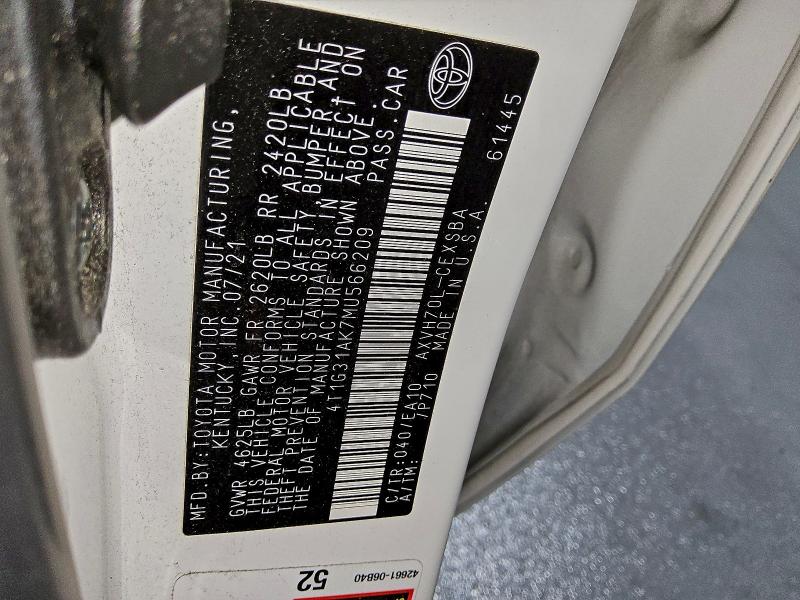 MFD. BY: TOYOTA MOTOR MANUFACTURING,
KENTUCKY, INC. 07/21
GVWR 4625LB GAWR FR 2620LB RR 2420LB
THIS VEHICLE CONFORMS TO ALL APPLICABLE
FEDERAL MOTOR VEHICLE SAFETY, BUMPER, AND
THEFT PREVENTION STANDARDS IN EFFECT ON
THE DATE OF MANUFACTURE SHOWN ABOVE.
4T1G31AK7MU566209 PASS. CAR
C/TR: 040/EA10 AXVH70L-CEXSBA
A/TM: /P710 MADE IN U.S.A. 61445
52
42661-06B40